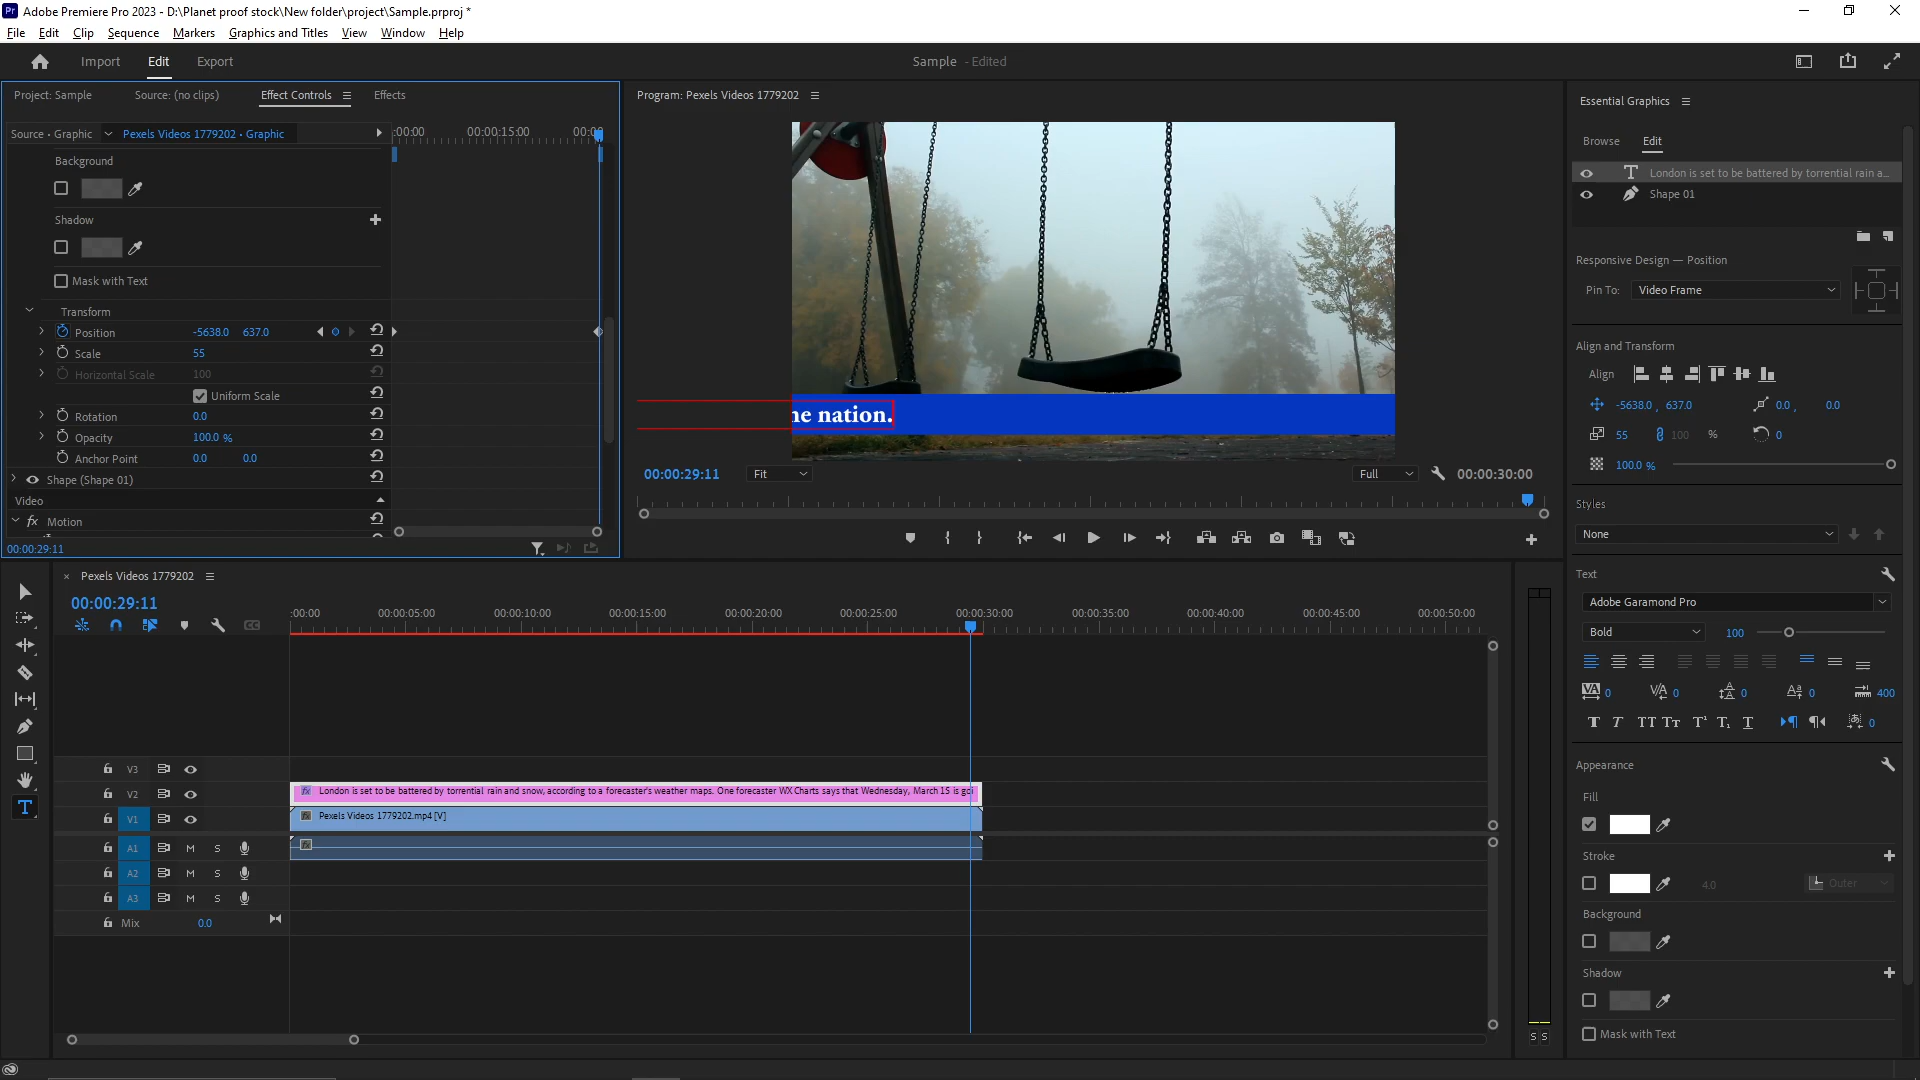 Adobe Premiere Pro 2023 - D:\Planet proof stock\New folder\project\Sample.prproj *
File Edit Clip Sequence Markers Graphics and Titles View Window Help
Import Edit Export
Sample - Edited
Project: Sample Source: (no clips) Effect Controls Effects
Source • Graphic Pexels Videos 1779202 • Graphic
:00:00 00:00:15:00 00:00
Background
Shadow
Mask with Text
Transform
Position -5638.0 637.0
Scale 55
Horizontal Scale 100
Uniform Scale
Rotation 0.0
Opacity 100.0 %
Anchor Point 0.0 0.0
Shape (Shape 01)
Video
fx Motion
00:00:29:11
Program: Pexels Videos 1779202
he nation.
00:00:29:11 Fit Full 00:00:30:00
Essential Graphics
Browse Edit
London is set to be battered by torrential rain a...
Shape 01
Responsive Design — Position
Pin To: Video Frame
Align and Transform
Align
-5638.0 , 637.0 0.0 , 0.0
55 100 % 0
100.0 %
Styles
None
Text
Adobe Garamond Pro
Bold 100
0 0 0 0 400
T T TT Tт T¹ T₁ T 0
Appearance
Fill
Stroke
4.0 Outer
Background
Shadow
Mask with Text
× Pexels Videos 1779202
00:00:29:11
:00:00 00:00:05:00 00:00:10:00 00:00:15:00 00:00:20:00 00:00:25:00 00:00:30:00 00:00:35:00 00:00:40:00 00:00:45:00 00:00:50:00
V3
V2 fx London is set to be battered by torrential rain and snow, according to a forecaster's weather maps. One forecaster WX Charts says that Wednesday, March 15 is goi
V1 fx Pexels Videos 1779202.mp4 [V]
A1 M S fx
A2 M S
A3 M S
Mix 0.0
S S